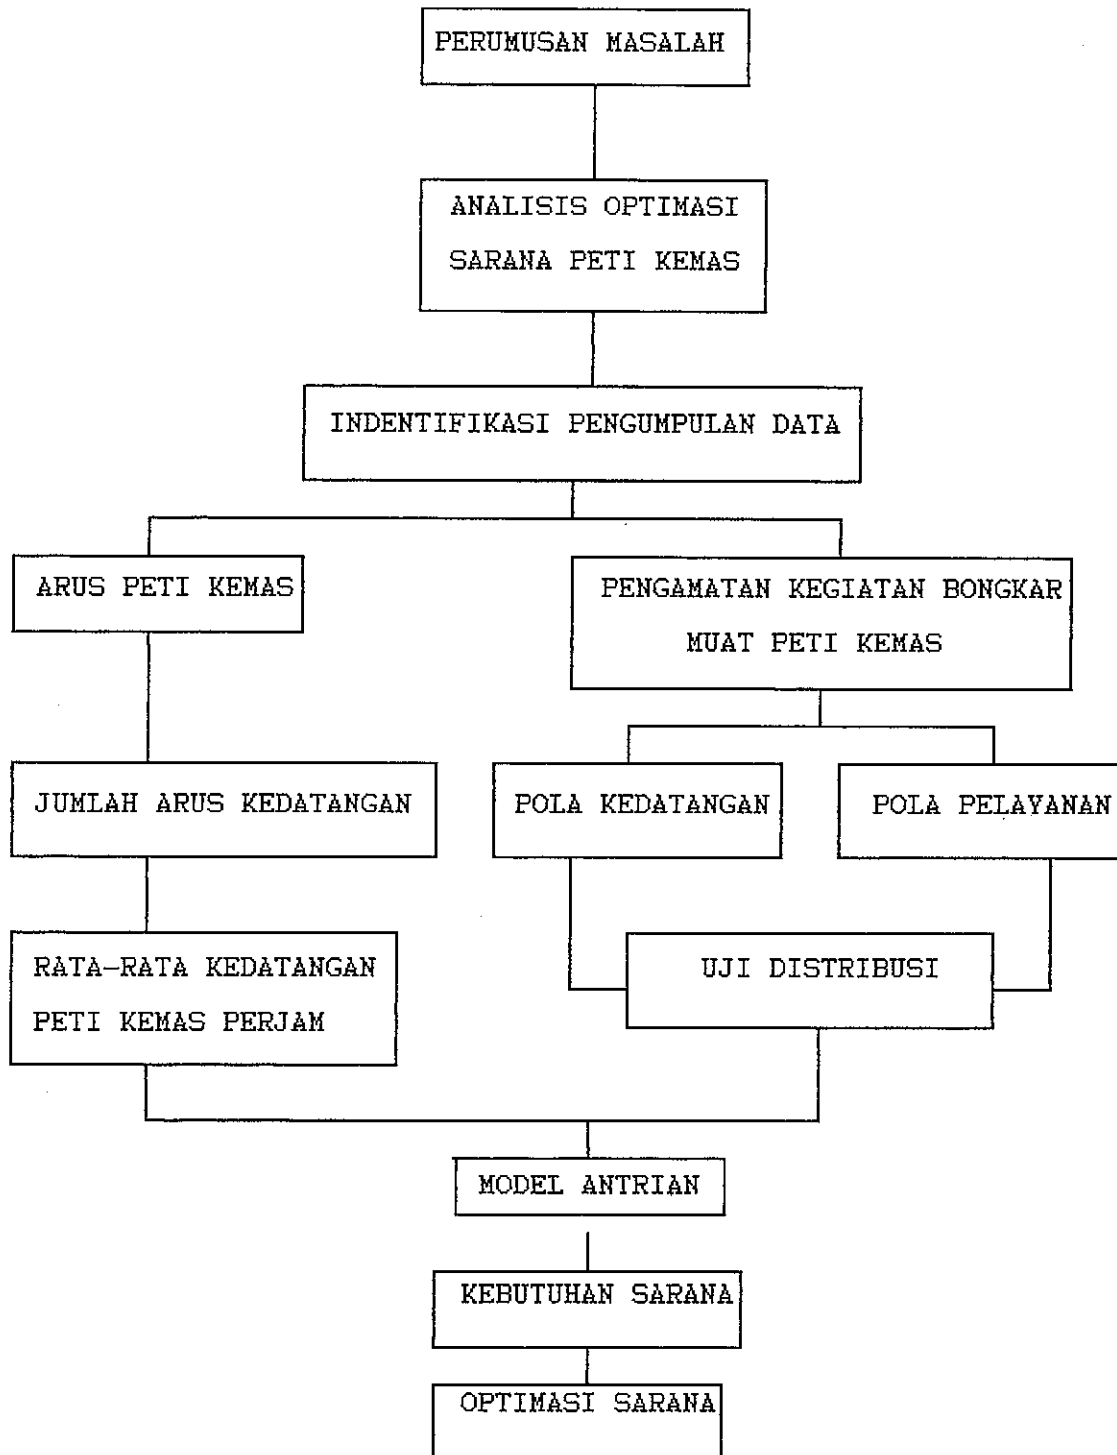 PERUMUSAN MASALAH
ANALISIS OPTIMASI
SARANA PETI KEMAS
INDENTIFIKASI PENGUMPULAN DATA
ARUS PETI KEMAS
PENGAMATAN KEGIATAN BONGKAR
MUAT PETI KEMAS
JUMLAH ARUS KEDATANGAN
POLA KEDATANGAN
POLA PELAYANAN
RATA-RATA KEDATANGAN
PETI KEMAS PERJAM
UJI DISTRIBUSI
MODEL ANTRIAN
KEBUTUHAN SARANA
OPTIMASI SARANA